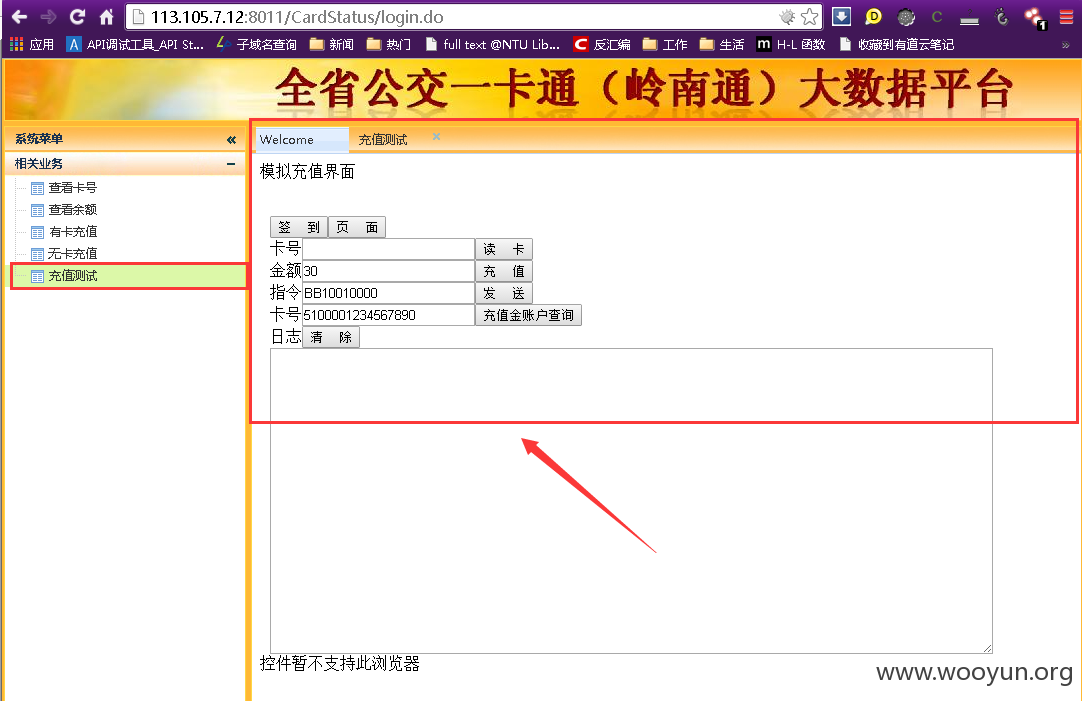 113.105.7.12:8011/CardStatus/login.do
应用 API调试工具_API St... 子域名查询 新闻 热门 full text @NTU Lib... 反汇编 工作 生活 H-L 函数 收藏到有道云笔记 »
全省公交一卡通（岭南通）大数据平台
系统菜单 «
相关业务
查看卡号
查看余额
有卡充值
无卡充值
充值测试
Welcome 充值测试
模拟充值界面
签 到 页 面
卡号 读 卡
金额 30 充 值
指令 BB10010000 发 送
卡号 5100001234567890 充值金账户查询
日志 清 除
控件暂不支持此浏览器
www.wooyun.org